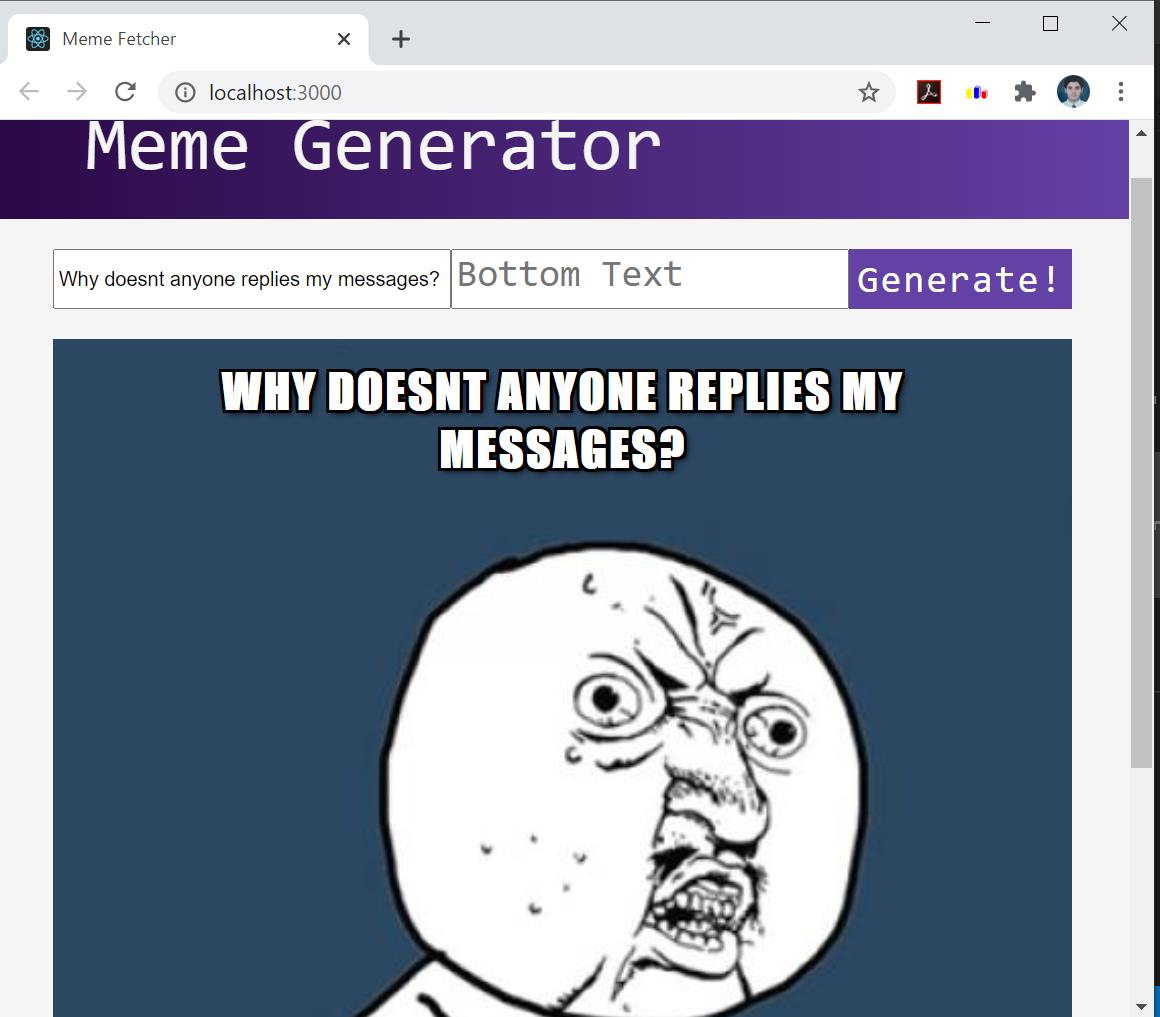 Meme Fetcher
localhost:3000
Meme Generator
Why doesnt anyone replies my messages?
Bottom Text
Generate!
WHY DOESNT ANYONE REPLIES MY
MESSAGES?